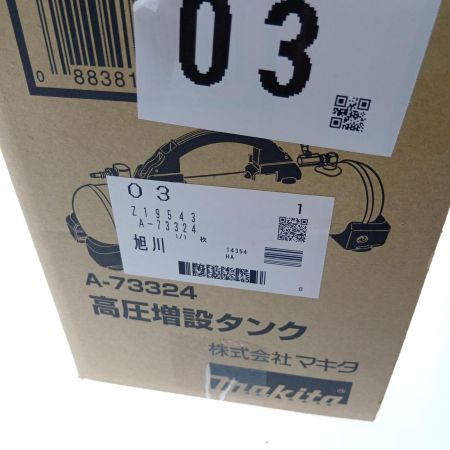 0 88381
03
03
1
Z19543
A-73324
1/1 枚
旭川
14354
HA
0
A-73324
高圧増設タンク
株式会社 マキタ
makita®